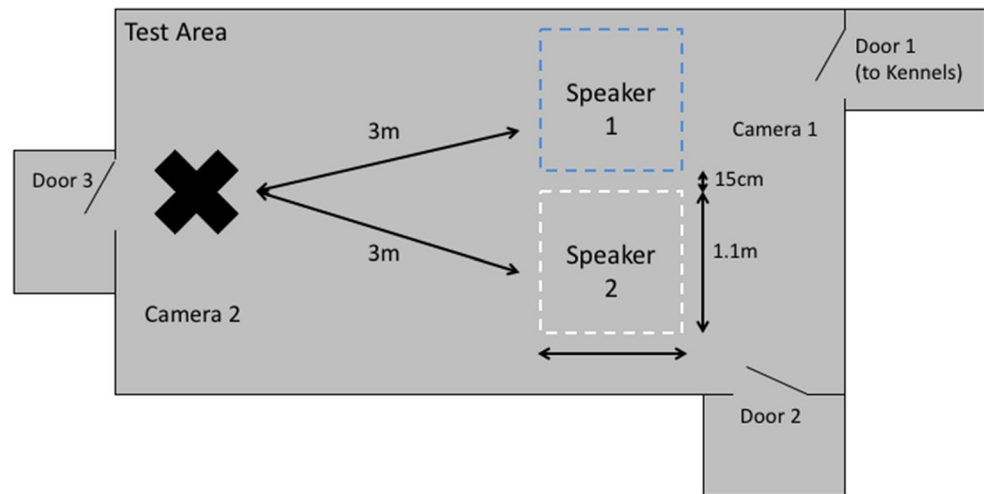 Test Area
Speaker
1
Door 1
(to Kennels)
3m
Camera 1
Door 3
15cm
3m
Speaker
2
1.1m
Camera 2
Door 2